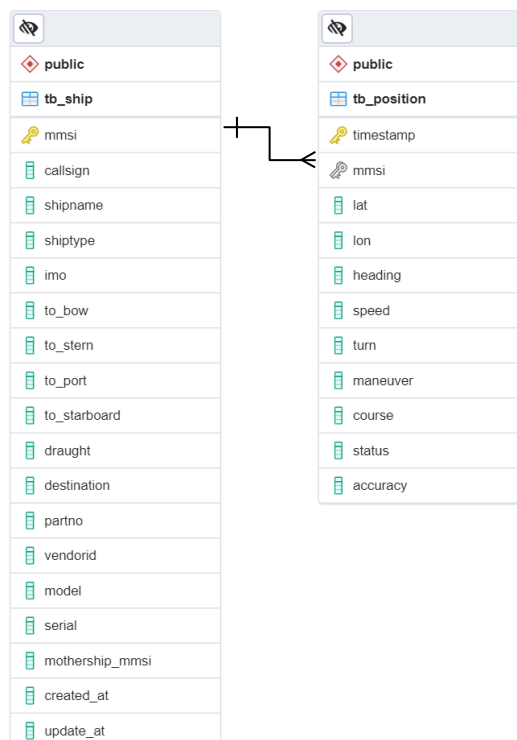 public
tb_ship
mmsi
callsign
shipname
shiptype
imo
to_bow
to_stern
to_port
to_starboard
draught
destination
partno
vendorid
model
serial
mothership_mmsi
created_at
update_at
public
tb_position
timestamp
mmsi
lat
lon
heading
speed
turn
maneuver
course
status
accuracy